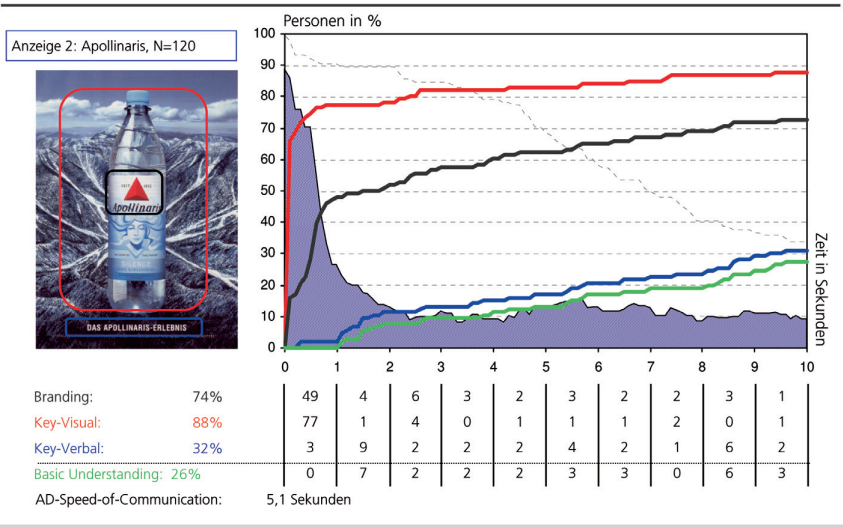 Personen in %
Anzeige 2: Apollinaris, N=120
100
90
80
70
60
50
40
30
20
10
0
Apollinaris
DAS APOLLINARIS-ERLEBNIS
Zeit in Sekunden
0 1 2 3 4 5 6 7 8 9 10
Branding: 74% 49 4 6 3 2 3 2 2 3 1
Key-Visual: 88% 77 1 4 0 1 1 1 2 0 1
Key-Verbal: 32% 3 9 2 2 2 4 2 1 6 2
Basic Understanding: 26% 0 7 2 2 2 3 3 0 6 3
AD-Speed-of-Communication: 5,1 Sekunden